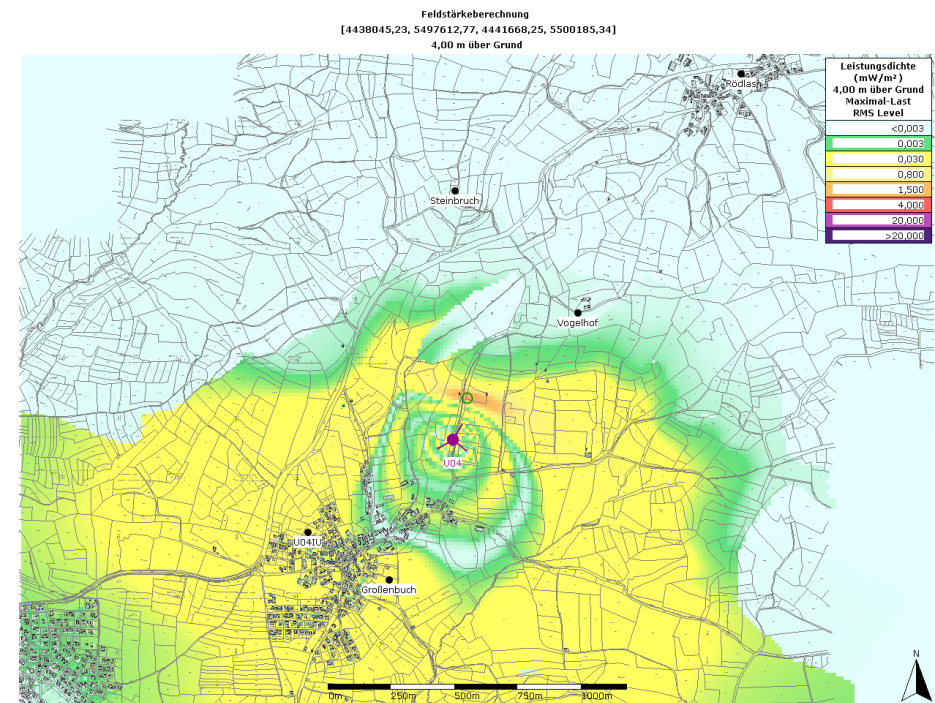 Feldstärkeberechnung
[4438045,23, 5497612,77, 4441668,25, 5500185,34]
4,00 m über Grund
Leistungsdichte
(mW/m²)
4,00 m über Grund
Maximal-Last
RMS Level
<0,003
0,003
0,030
0,800
1,500
4,000
20,000
>20,000
Rödlash
Steinbruch
Vogelhof
U04
U04IU
Großenbuch
N
0m
250m
500m
750m
1000m